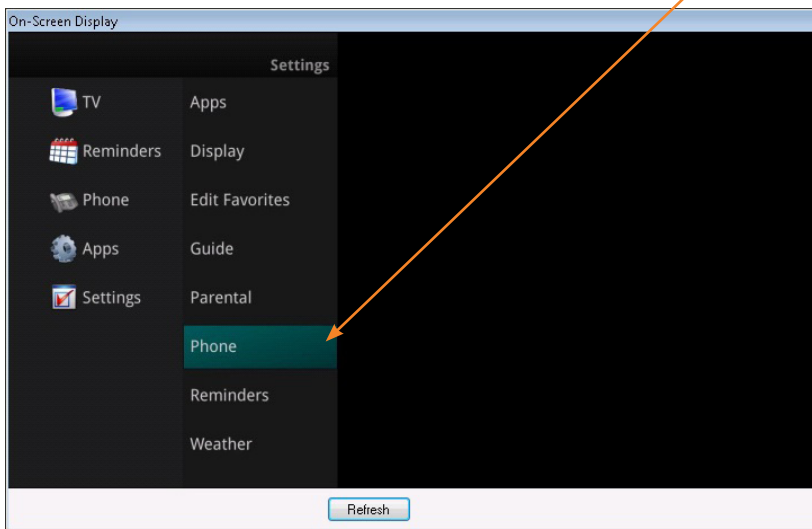 On-Screen Display
Settings
TV
Reminders
Phone
Apps
Settings
Apps
Display
Edit Favorites
Guide
Parental
Phone
Reminders
Weather
Refresh